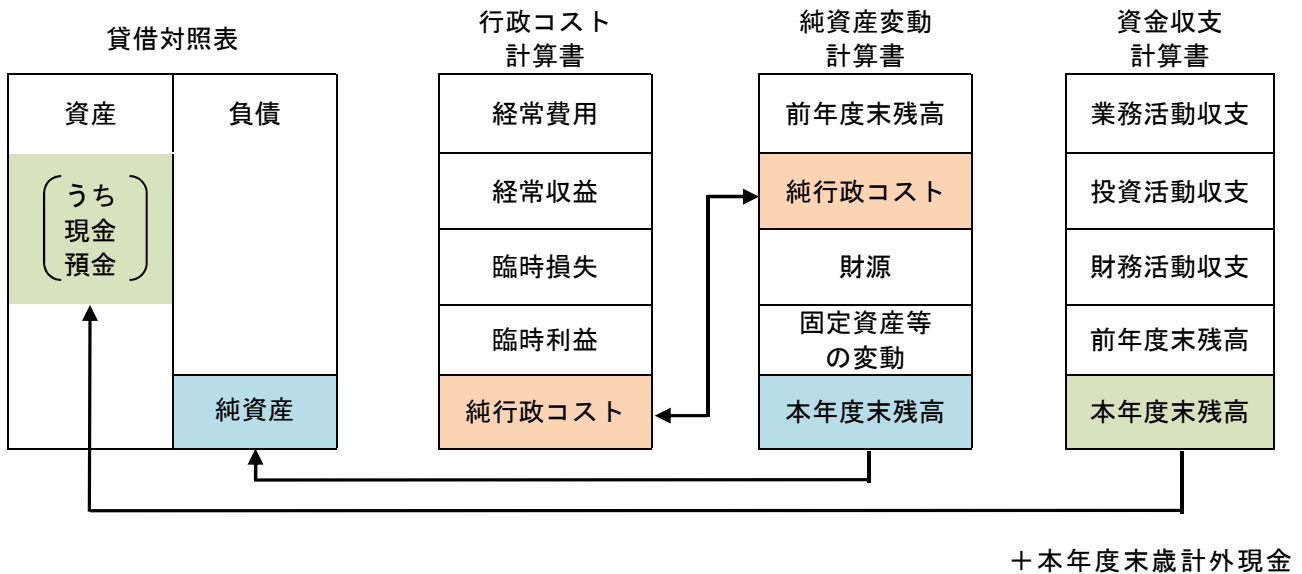 貸借対照表
資産
負債
うち
現金
預金
純資産
行政コスト
計算書
経常費用
経常収益
臨時損失
臨時利益
純行政コスト
純資産変動
計算書
前年度末残高
純行政コスト
財源
固定資産等
の変動
本年度末残高
資金収支
計算書
業務活動収支
投資活動収支
財務活動収支
前年度末残高
本年度末残高
＋本年度末歳計外現金